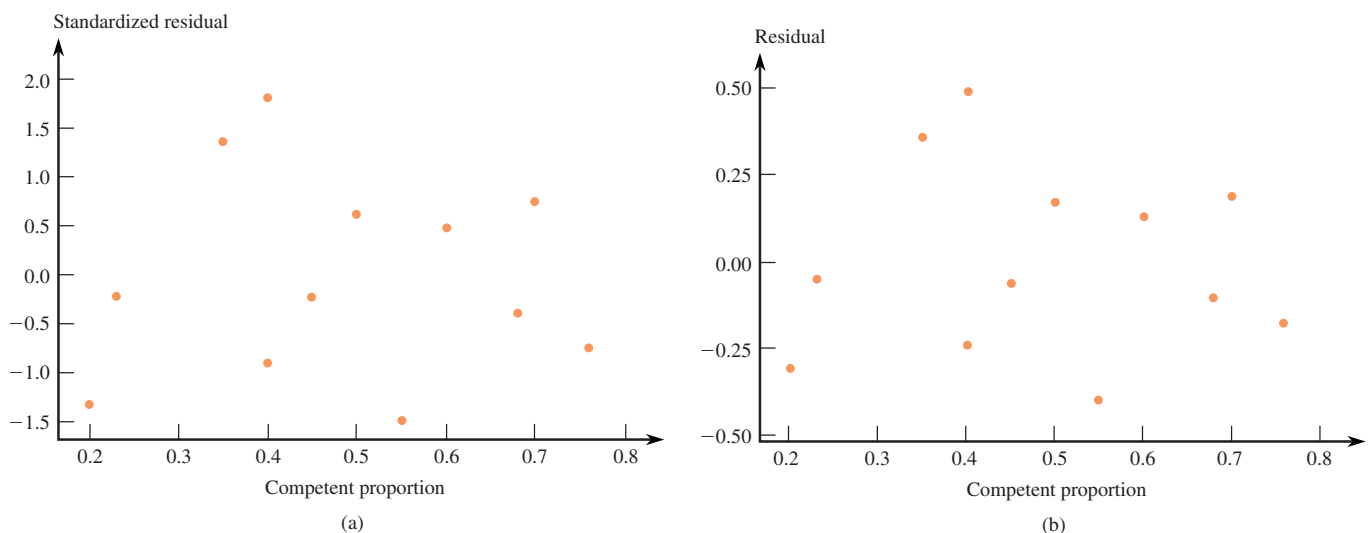 Standardized residual
2.0
1.5
1.0
0.5
0.0
−0.5
−1.0
−1.5
0.2 0.3 0.4 0.5 0.6 0.7 0.8
Competent proportion
(a)
Residual
0.50
0.25
0.00
−0.25
−0.50
0.2 0.3 0.4 0.5 0.6 0.7 0.8
Competent proportion
(b)